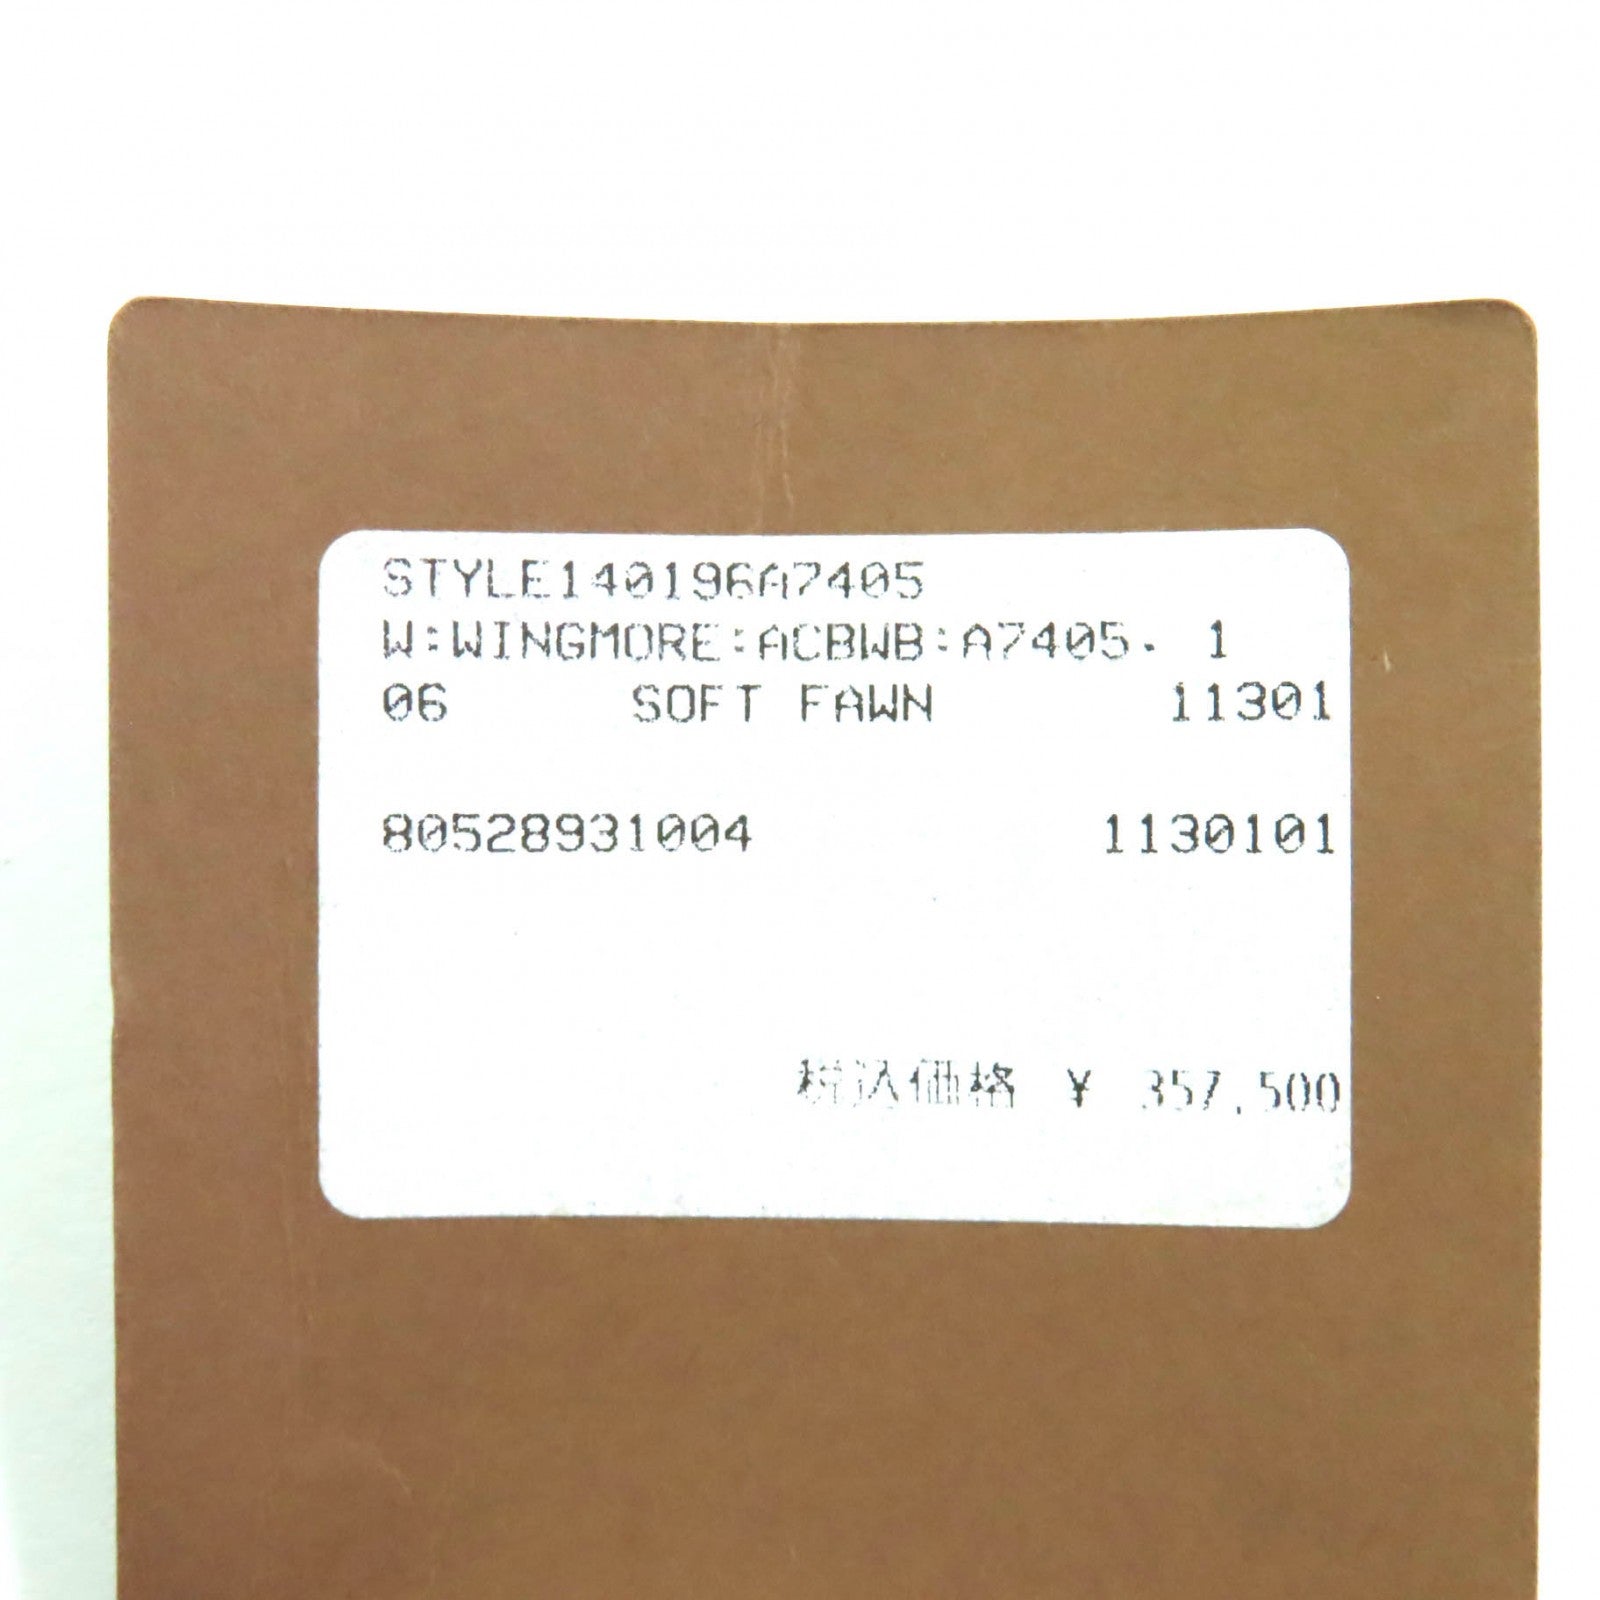 STYLE140196A7405
W:WINGMORE:ACBWB:A7405. 1
06 SOFT FAWN 11301
80528931004 1130101
税込価格 ¥ 357,500